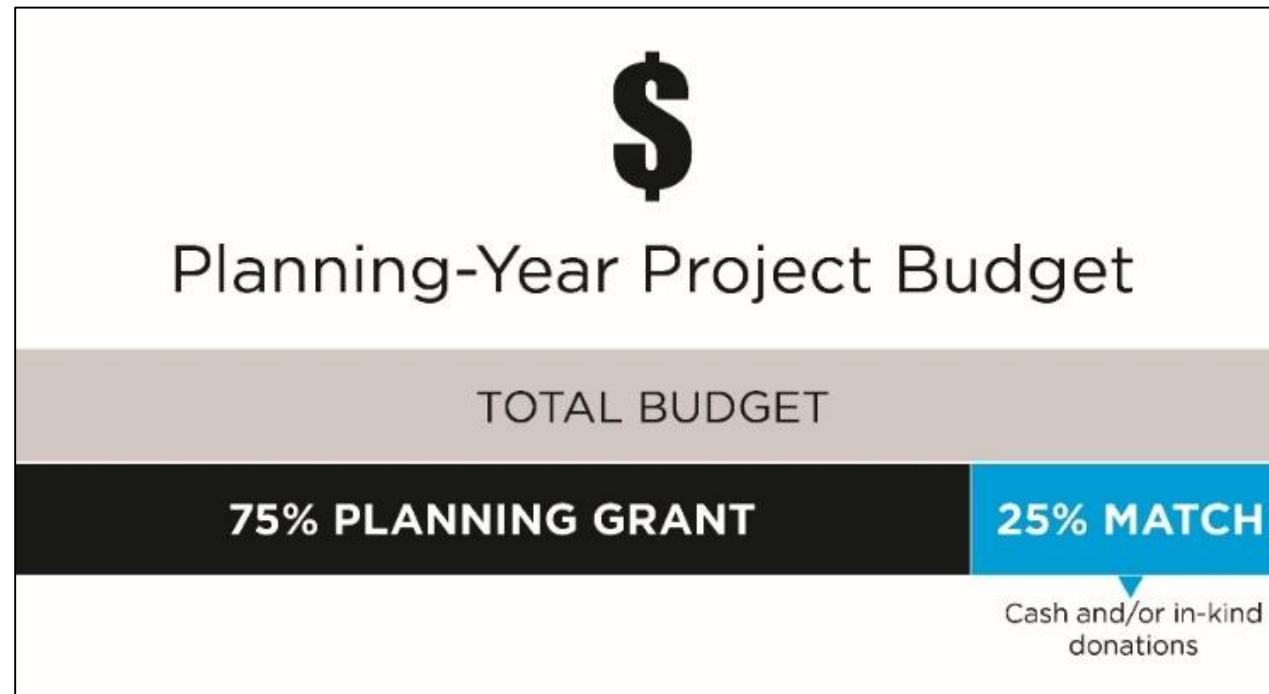 $
Planning-Year Project Budget
TOTAL BUDGET
75% PLANNING GRANT
25% MATCH
Cash and/or in-kind
donations